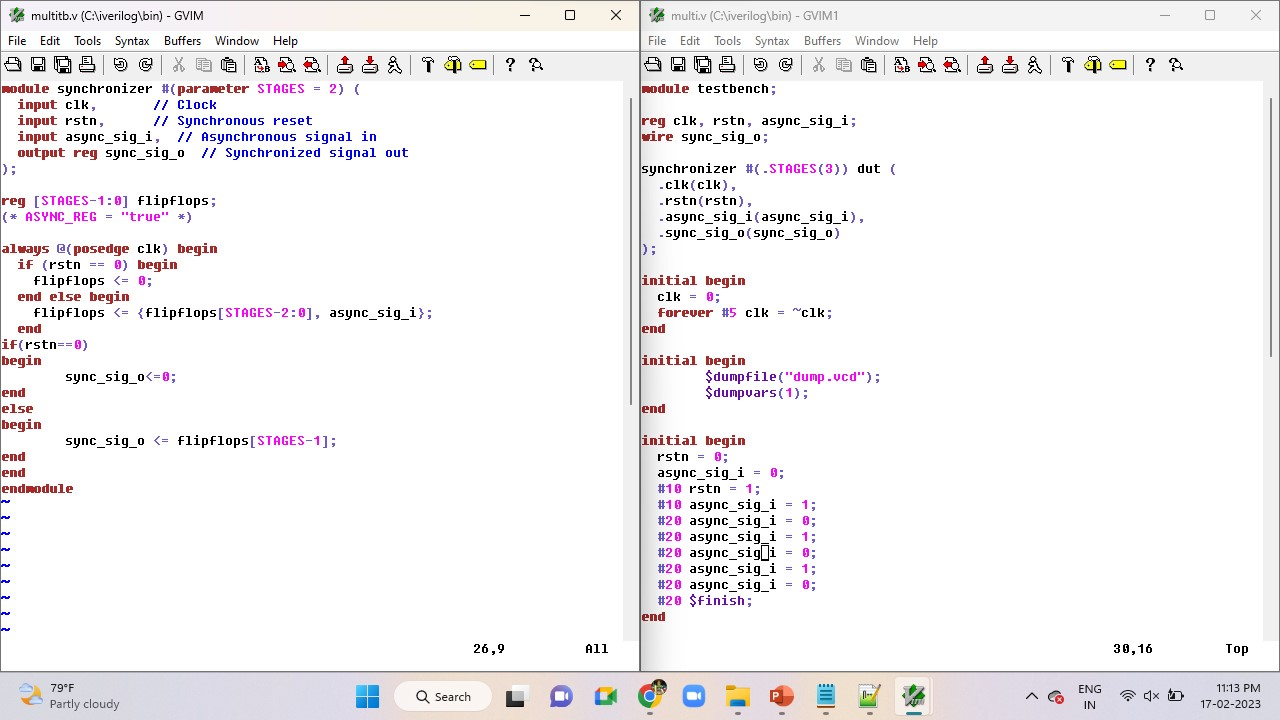 multitb.v (C:\iverilog\bin) - GVIM
File Edit Tools Syntax Buffers Window Help
module synchronizer #(parameter STAGES = 2) (
  input clk,       // Clock
  input rstn,      // Synchronous reset
  input async_sig_i,  // Asynchronous signal in
  output reg sync_sig_o  // Synchronized signal out
);
reg [STAGES-1:0] flipflops;
(* ASYNC_REG = "true" *)
always @(posedge clk) begin
  if (rstn == 0) begin
    flipflops <= 0;
  end else begin
    flipflops <= {flipflops[STAGES-2:0], async_sig_i};
  end
if(rstn==0)
begin
        sync_sig_o<=0;
end
else
begin
        sync_sig_o <= flipflops[STAGES-1];
end
end
endmodule
~
~
~
~
~
~
~
~
~
26,9 All
multi.v (C:\iverilog\bin) - GVIM1
File Edit Tools Syntax Buffers Window Help
module testbench;
reg clk, rstn, async_sig_i;
wire sync_sig_o;
synchronizer #(.STAGES(3)) dut (
  .clk(clk),
  .rstn(rstn),
  .async_sig_i(async_sig_i),
  .sync_sig_o(sync_sig_o)
);
initial begin
  clk = 0;
  forever #5 clk = ~clk;
end
initial begin
        $dumpfile("dump.vcd");
        $dumpvars(1);
end
initial begin
  rstn = 0;
  async_sig_i = 0;
  #10 rstn = 1;
  #10 async_sig_i = 1;
  #20 async_sig_i = 0;
  #20 async_sig_i = 1;
  #20 async_sig_i = 0;
  #20 async_sig_i = 1;
  #20 async_sig_i = 0;
  #20 $finish;
end
30,16 Top
79°F
Partly cloudy
Search
ENG
IN
11:13 PM
17-02-2023